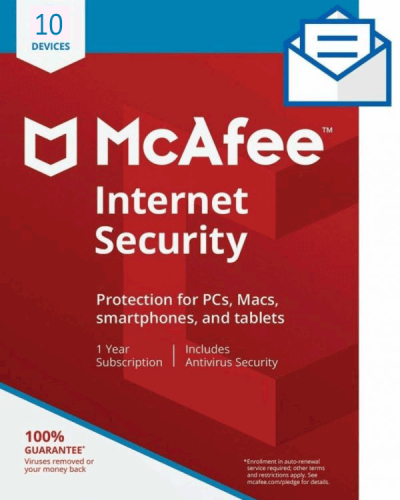 10
DEVICES
McAfee™
Internet
Security
Protection for PCs, Macs,
smartphones, and tablets
1 Year
Subscription
Includes
Antivirus Security
100%
GUARANTEE*
Viruses removed or
your money back
*Enrollment in auto-renewal
service required; other terms
and restrictions apply. See
mcafee.com/pledge for details.